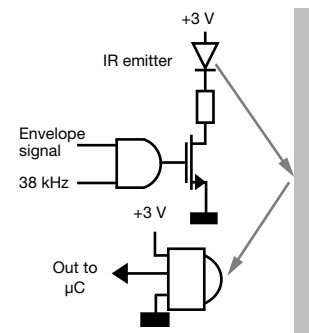 +3 V
IR emitter
Envelope
signal
38 kHz
+3 V
Out to
µC